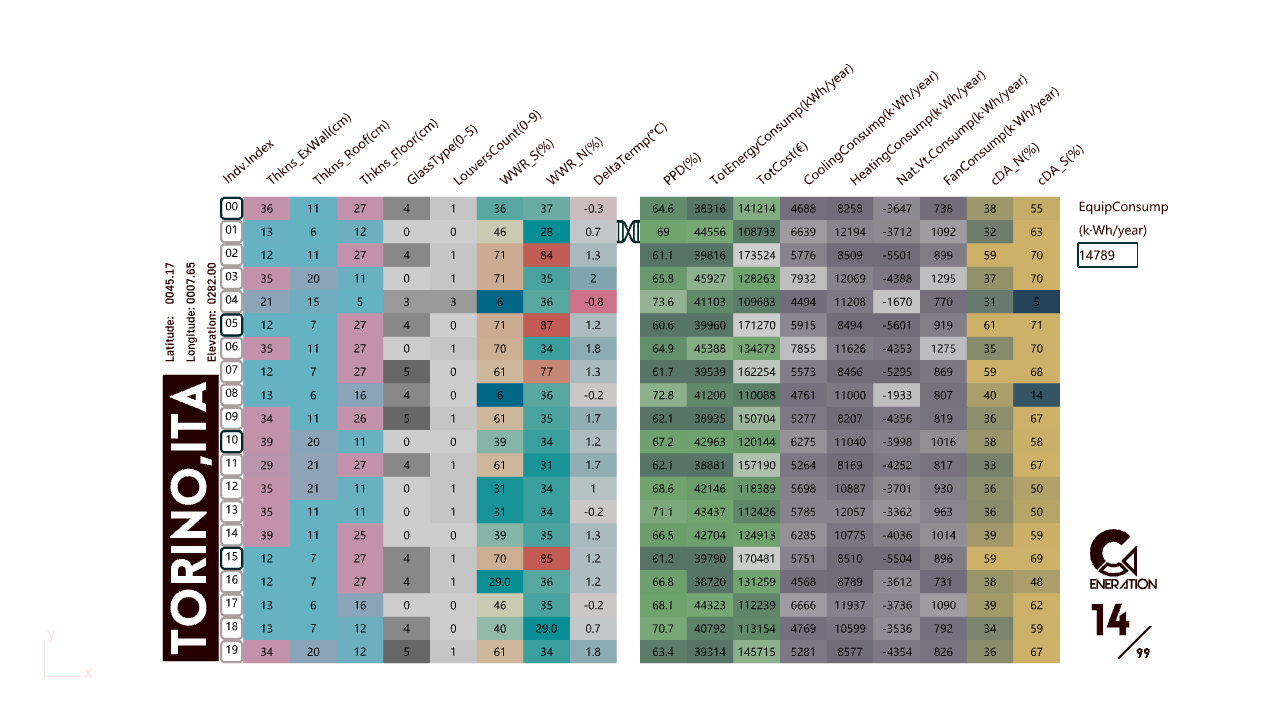 Indv.Index Thkns_ExWall(cm) Thkns_Roof(cm) Thkns_Floor(cm) GlassType(0-5) LouversCount(0-9) WWR_S(%) WWR_N(%) DeltaTermp(°C) PPD(%) TotEnergyConsump(kWh/year) TotCost(€) CoolingConsump(k·Wh/year) HeatingConsump(k·Wh/year) Nat.Vt.Consump(k·Wh/year) FanConsump(k·Wh/year) cDA_N(%) cDA_S(%)
00 36 11 27 4 1 36 37 -0.3 64.6 38316 141214 4688 8258 -3647 738 38 55
01 13 6 12 0 0 46 28 0.7 69 44556 108733 6639 12194 -3712 1092 32 63
02 12 11 27 4 1 71 84 1.3 61.1 39816 173524 5776 8509 -5501 899 59 70
03 35 20 11 0 1 71 35 2 65.8 45927 128263 7932 12069 -4388 1295 37 70
04 21 15 5 3 3 6 36 -0.8 73.6 41103 109683 4494 11208 -1670 770 31 5
05 12 7 27 4 0 71 87 1.2 60.6 39960 171270 5915 8494 -5601 919 61 71
06 35 11 27 0 1 70 34 1.8 64.9 45388 134273 7855 11626 -4353 1275 35 70
07 12 7 27 5 0 61 77 1.3 61.7 39539 162254 5573 8466 -5295 869 59 68
08 13 6 16 4 0 6 36 -0.2 72.8 41200 110088 4761 11000 -1933 807 40 14
09 34 11 26 5 1 61 35 1.7 62.1 38935 150704 5277 8207 -4356 819 36 67
10 39 20 11 0 0 39 34 1.2 67.2 42963 120144 6275 11040 -3998 1016 38 58
11 29 21 27 4 1 61 31 1.7 62.1 38881 157190 5264 8169 -4252 817 33 67
12 35 21 11 0 1 31 34 1 68.6 42146 118389 5698 10887 -3701 930 36 50
13 35 11 11 0 1 31 34 -0.2 71.1 43437 112426 5785 12057 -3362 963 36 50
14 39 11 25 0 0 39 35 1.3 66.5 42704 124913 6285 10775 -4036 1014 39 59
15 12 7 27 4 1 70 85 1.2 61.2 39790 170481 5751 8510 -5504 896 59 69
16 12 7 27 4 1 29.0 36 1.2 66.8 38720 131259 4568 8789 -3612 731 38 48
17 13 6 16 0 0 46 35 -0.2 68.1 44323 112239 6666 11937 -3736 1090 39 62
18 13 7 12 4 0 40 29.0 0.7 70.7 40792 113154 4769 10599 -3536 792 34 59
19 34 20 12 5 1 61 34 1.8 63.4 39314 145715 5281 8577 -4354 826 36 67
Latitude: 0045.17
Longitude: 0007.65
Elevation: 0282.00
TORINO,ITA
EquipConsump
(k·Wh/year)
14789
ENERATION
14
99
y
x